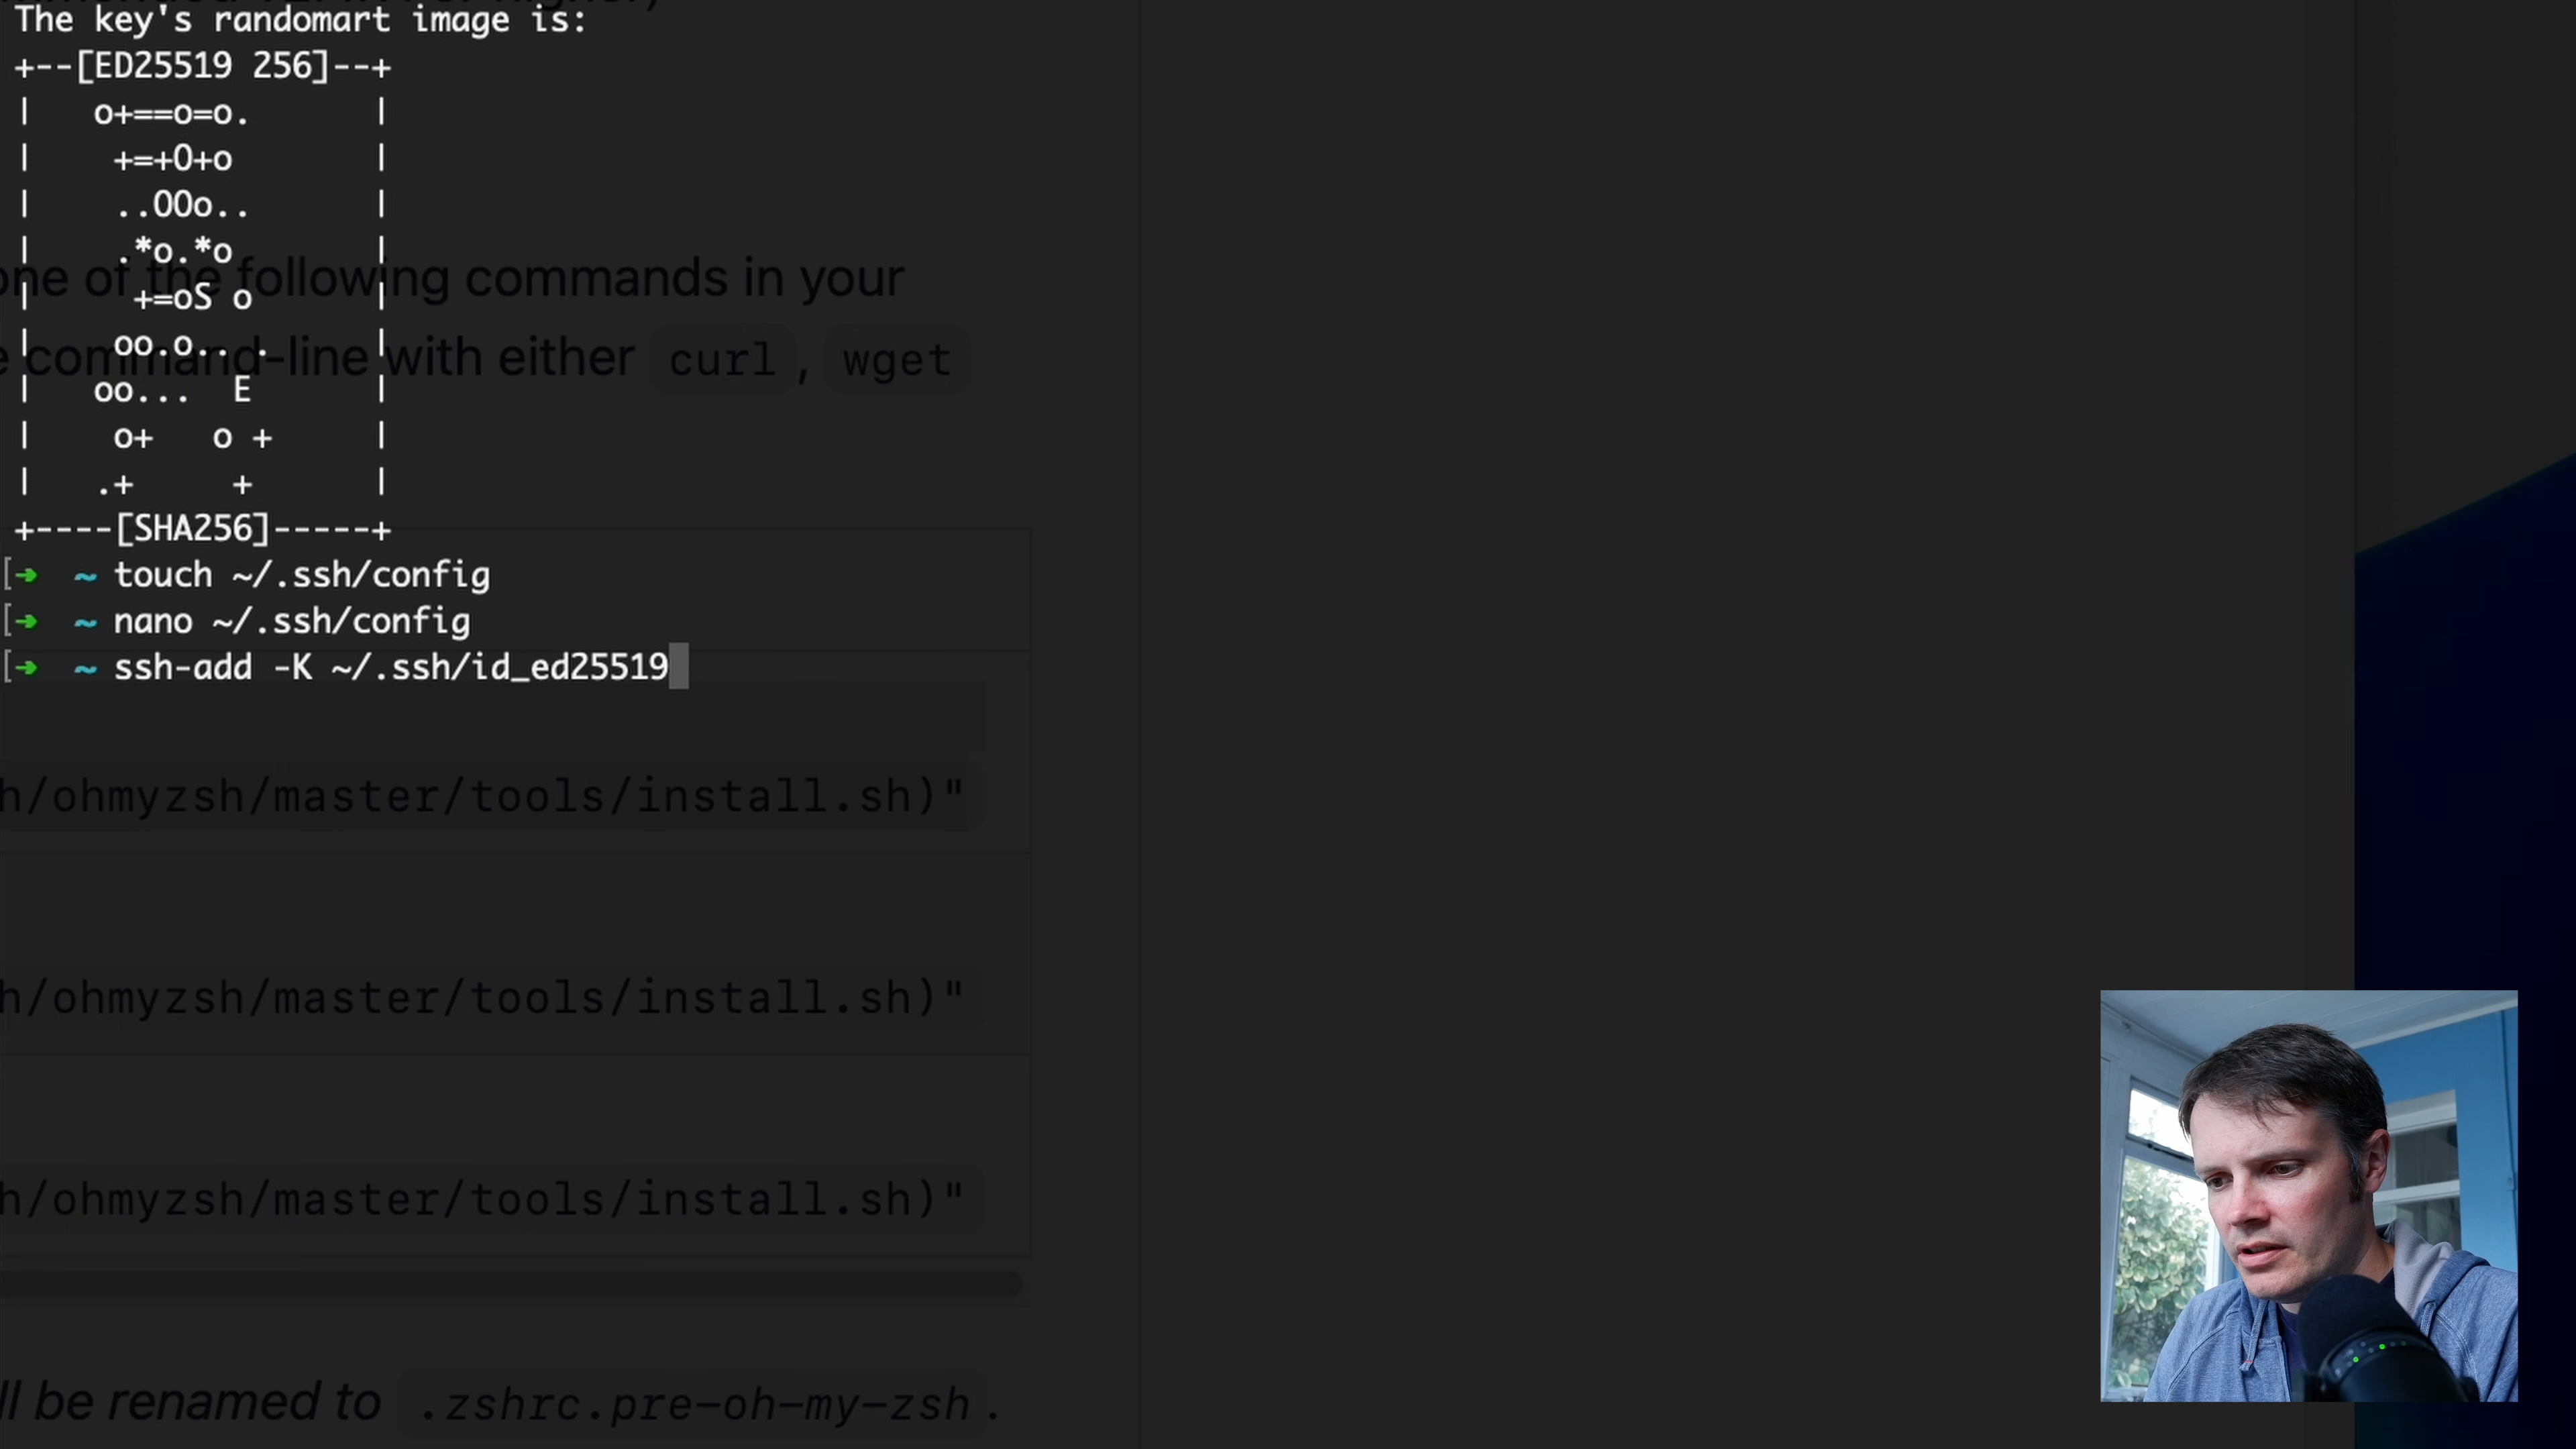 The key's randomart image is:
+--[ED25519 256]--+
|    o+==o=o.       |
|     +=+O+o        |
|     ..OOo..       |
|     .*o.*o        |
|      +=oS o       |
|     oo.o.. .      |
|    oo...  E       |
|     o+   o +      |
|    .+     +       |
+----[SHA256]-----+
[➜  ~ touch ~/.ssh/config
[➜  ~ nano ~/.ssh/config
[➜  ~ ssh-add -K ~/.ssh/id_ed25519
one of the following commands in your
command-line with either curl, wget
h/ohmyzsh/master/tools/install.sh)"
h/ohmyzsh/master/tools/install.sh)"
h/ohmyzsh/master/tools/install.sh)"
ll be renamed to .zshrc.pre-oh-my-zsh.